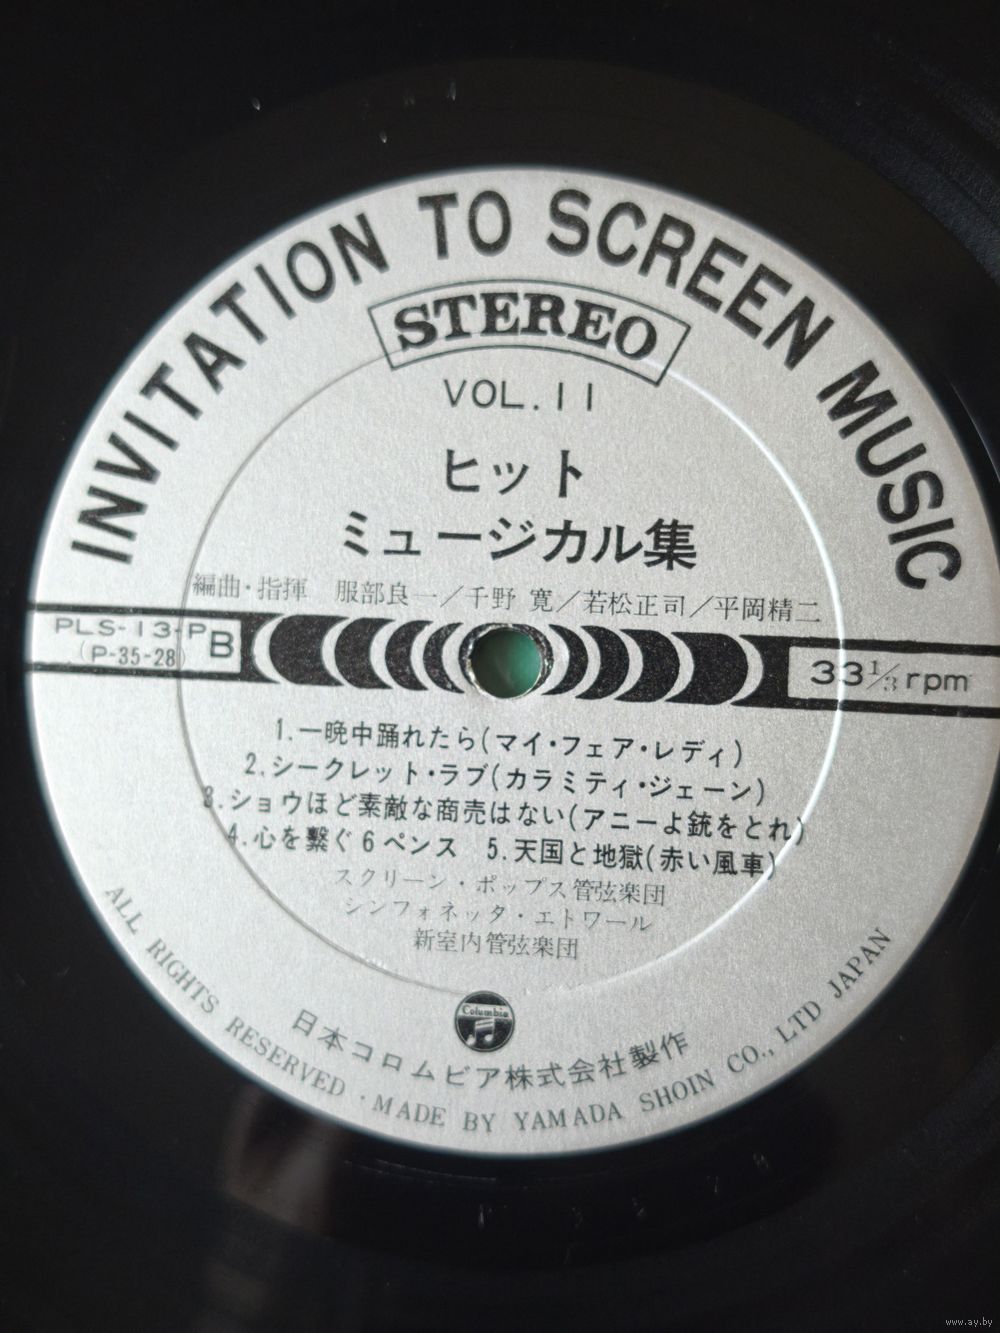 INVITATION TO SCREEN MUSIC
STEREO
VOL. 11
ヒット
ミュージカル集
編曲・指揮 服部良一／千野 寛／若松正司／平岡精二
PLS-13-P
(P-35-28)
B
33 1/3 rpm
1.一晩中踊れたら(マイ・フェア・レディ)
2.シークレット・ラブ(カラミティ・ジェーン)
3.ショウほど素敵な商売はない(アニーよ銃をとれ)
4.心を繋ぐ6ペンス 5.天国と地獄(赤い風車)
スクリーン・ポップス管弦楽団
シンフォネッタ・エトワール
新室内管弦楽団
Columbia
日本コロムビア株式会社製作
ALL RIGHTS RESERVED · MADE BY YAMADA SHOIN CO., LTD JAPAN
www.ay.by